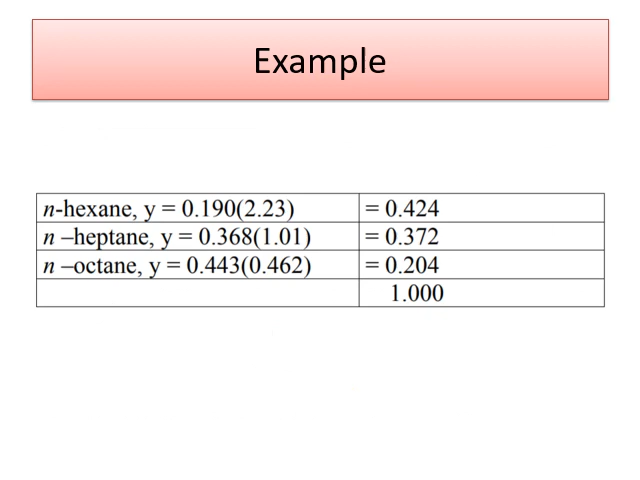 Example
n-hexane, y = 0.190(2.23) = 0.424
n –heptane, y = 0.368(1.01) = 0.372
n –octane, y = 0.443(0.462) = 0.204
1.000